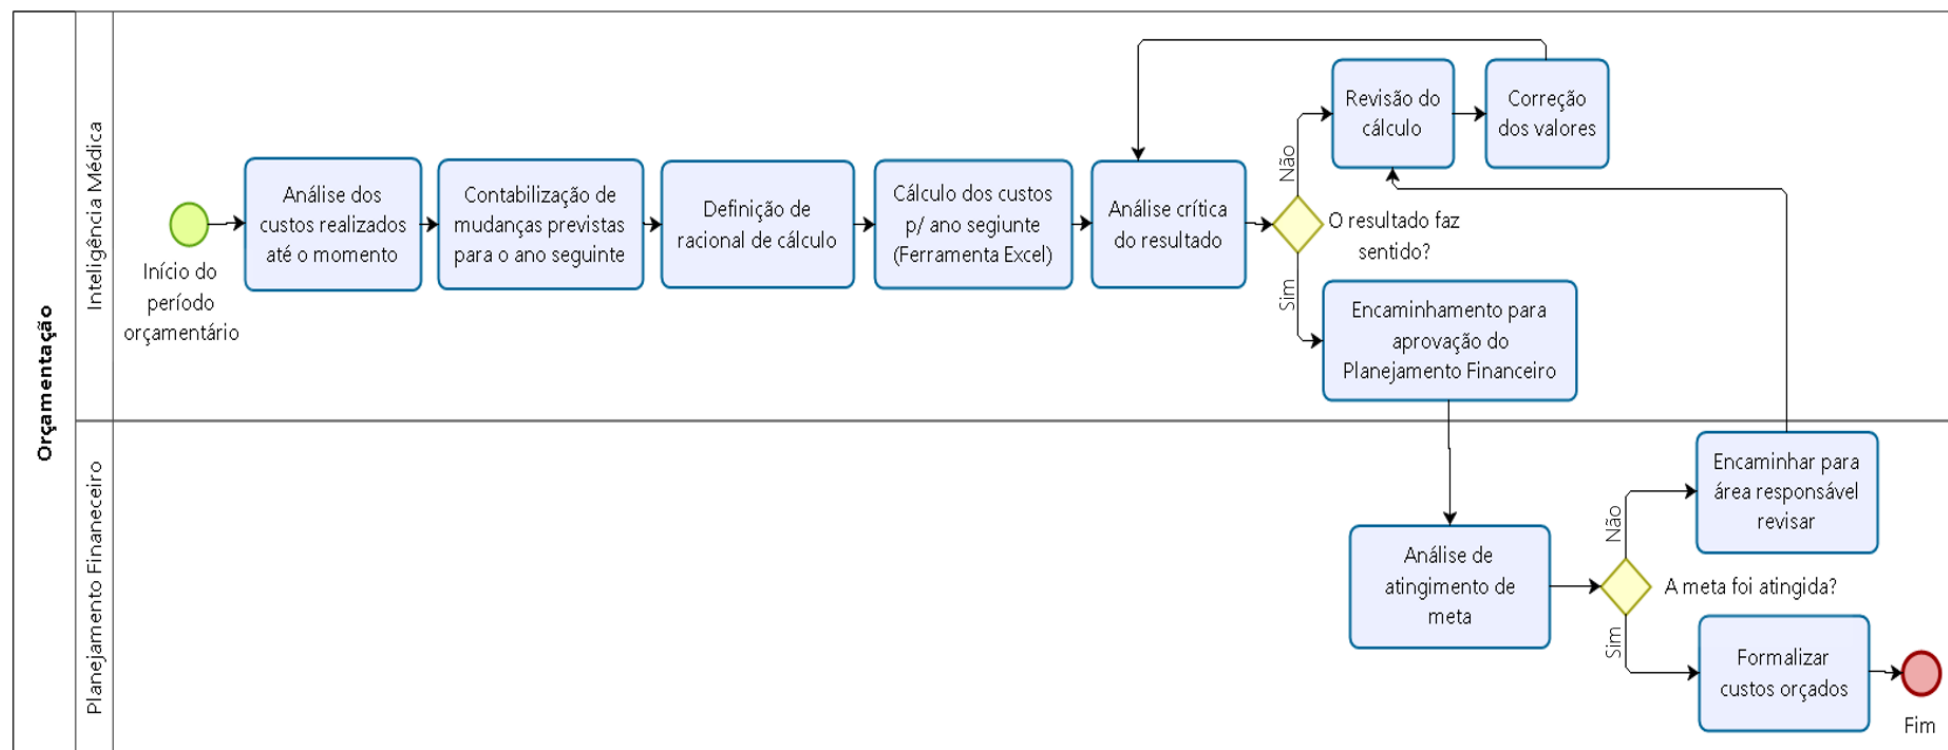 Orçamentação
Inteligência Médica
Início do
período
orçamentário
Análise dos
custos realizados
até o momento
Contabilização de
mudanças previstas
para o ano seguinte
Definição de
racional de cálculo
Cálculo dos custos
p/ ano segiunte
(Ferramenta Excel)
Análise crítica
do resultado
O resultado faz
sentido?
Não
Revisão do
cálculo
Correção
dos valores
Sim
Encaminhamento para
aprovação do
Planejamento Financeiro
Planejamento Finaneceiro
Análise de
atingimento de
meta
A meta foi atingida?
Não
Encaminhar para
área responsável
revisar
Sim
Formalizar
custos orçados
Fim